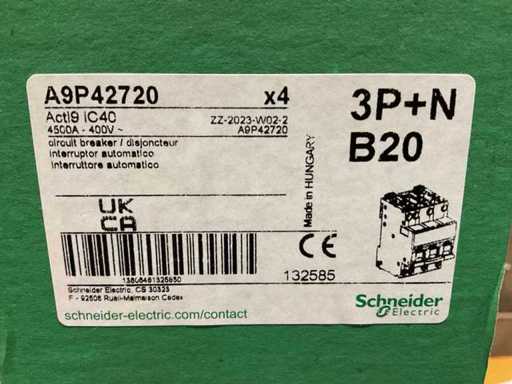 A9P42720 x4
Acti9 iC40 ZZ-2023-W02-2
4500A - 400V ~ A9P42720
circuit breaker / disjoncteur
interruptor automatico
interruttore automatico
3P+N
B20
Made in HUNGARY
UK
CA
CE
13606461325850
132585
Schneider Electric, CS 30323
F - 92506 Rueil-Malmaison Cedex
schneider-electric.com/contact
Schneider
Electric